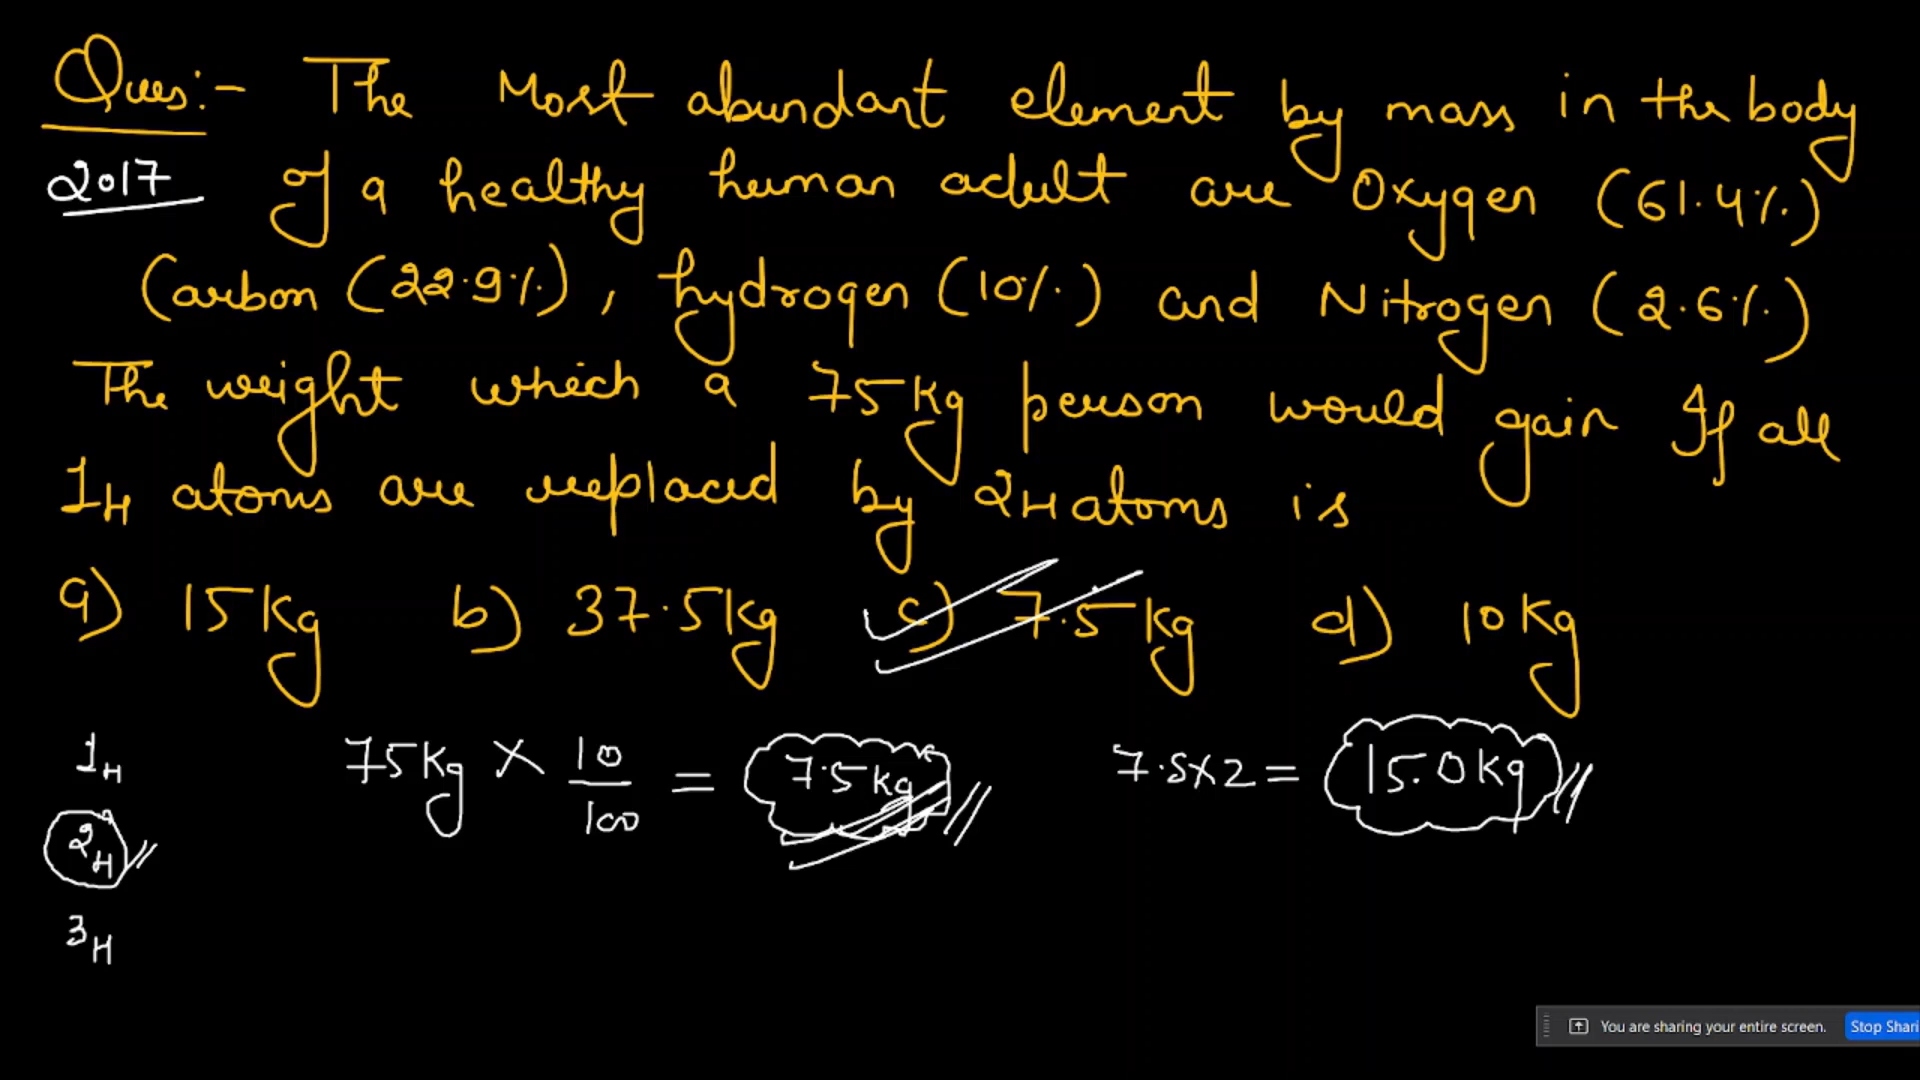 Ques:- The Most abundant element by mass in the body
2017 of a healthy human adult are Oxygen (61.4%)
Carbon (22.9%), hydrogen (10%) and Nitrogen (2.6%)
The weight which a 75Kg person would gain If all
1H atoms are replaced by 2H atoms is
a) 15Kg b) 37.5kg c) 7.5kg d) 10Kg
1H 75Kg × 10/100 = 7.5kg 7.5×2= 15.0Kg
2H
3H
You are sharing your entire screen. Stop Shari